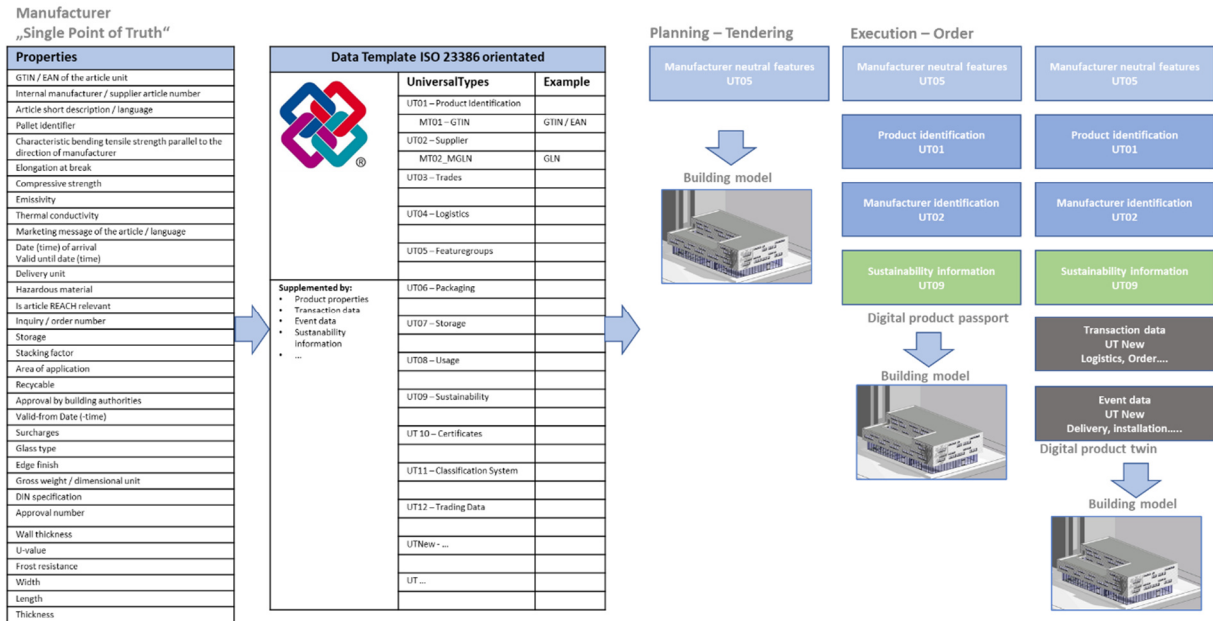 Manufacturer
„Single Point of Truth“
Properties
GTIN / EAN of the article unit
Internal manufacturer / supplier article number
Article short description / language
Pallet identifier
Characteristic bending tensile strength parallel to the
direction of manufacturer
Elongation at break
Compressive strength
Emissivity
Thermal conductivity
Marketing message of the article / language
Date (time) of arrival
Valid until date (time)
Delivery unit
Hazardous material
Is article REACH relevant
Inquiry / order number
Storage
Stacking factor
Area of application
Recycable
Approval by building authorities
Valid-from Date (-time)
Surcharges
Glass type
Edge finish
Gross weight / dimensional unit
DIN specification
Approval number
Wall thickness
U-value
Frost resistance
Width
Length
Thickness
Data Template ISO 23386 orientated
®
UniversalTypes
Example
UT01 – Product Identification
MT01 – GTIN
GTIN / EAN
UT02 – Supplier
MT02_MGLN
GLN
UT03 – Trades
UT04 – Logistics
UT05 – Featuregroups
Supplemented by:
• Product properties
• Transaction data
• Event data
• Sustanability
information
• ...
UT06 – Packaging
UT07 – Storage
UT08 – Usage
UT09 – Sustainability
UT 10 – Certificates
UT11 – Classification System
UT12 – Trading Data
UTNew - ...
UT ...
Planning – Tendering
Manufacturer neutral features
UT05
Building model
Execution – Order
Manufacturer neutral features
UT05
Product identification
UT01
Manufacturer identification
UT02
Sustainability information
UT09
Digital product passport
Building model
Manufacturer neutral features
UT05
Product identification
UT01
Manufacturer identification
UT02
Sustainability information
UT09
Transaction data
UT New
Logistics, Order....
Event data
UT New
Delivery, installation.....
Digital product twin
Building model